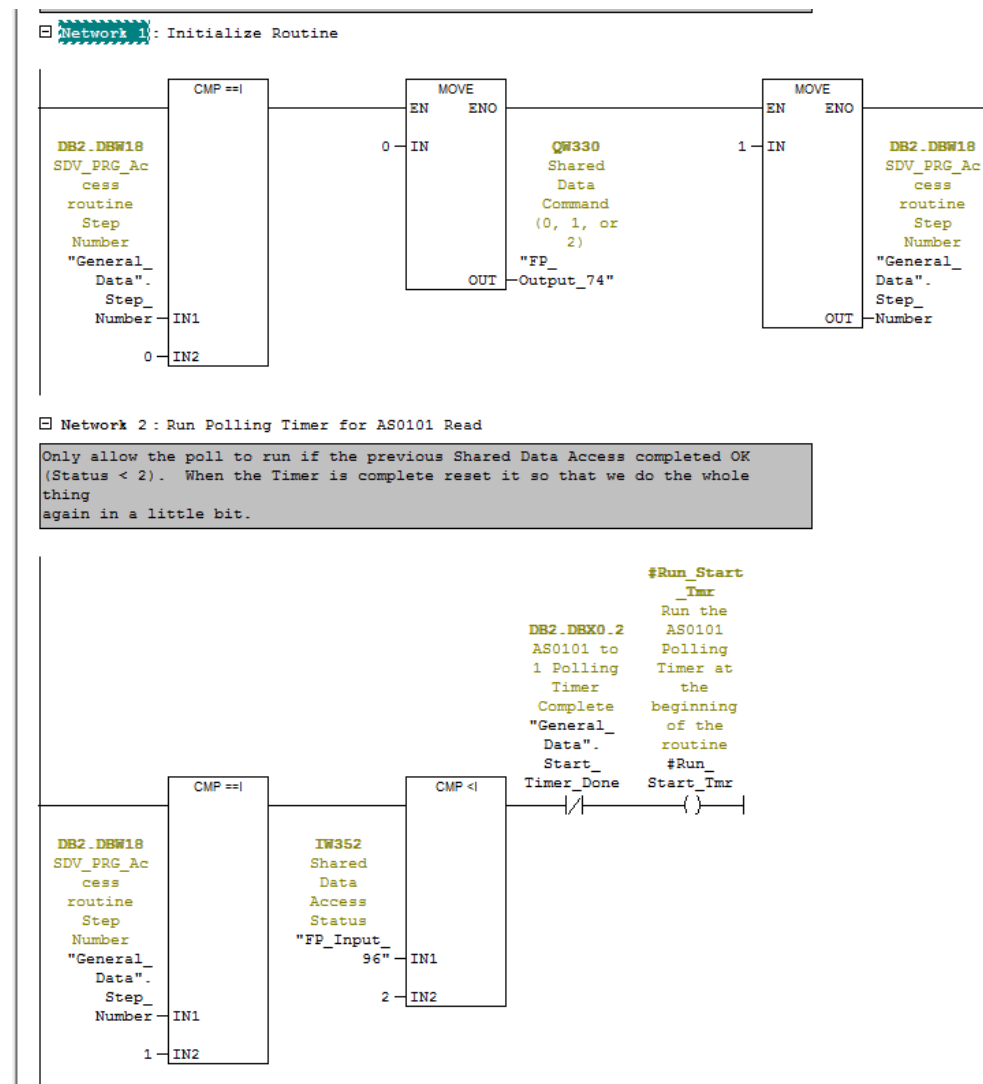 Network 1: Initialize Routine
CMP ==I
MOVE
MOVE
EN ENO
EN ENO
DB2.DBW18
SDV_PRG_Ac
cess
routine
Step
Number
"General_
Data".
Step_
Number
IN1
0
IN2
0
IN
QW330
Shared
Data
Command
(0, 1, or
2)
"FP_
OUT
Output_74"
1
IN
DB2.DBW18
SDV_PRG_Ac
cess
routine
Step
Number
"General_
Data".
Step_
OUT
Number
Network 2: Run Polling Timer for AS0101 Read
Only allow the poll to run if the previous Shared Data Access completed OK
(Status < 2). When the Timer is complete reset it so that we do the whole
thing
again in a little bit.
DB2.DBX0.2
AS0101 to
1 Polling
Timer
Complete
"General_
Data".
Start_
Timer_Done
#Run_Start
_Tmr
Run the
AS0101
Polling
Timer at
the
beginning
of the
routine
#Run_
Start_Tmr
CMP ==I
CMP <I
DB2.DBW18
SDV_PRG_Ac
cess
routine
Step
Number
"General_
Data".
Step_
Number
IN1
1
IN2
IW352
Shared
Data
Access
Status
"FP_Input_
96"
IN1
2
IN2